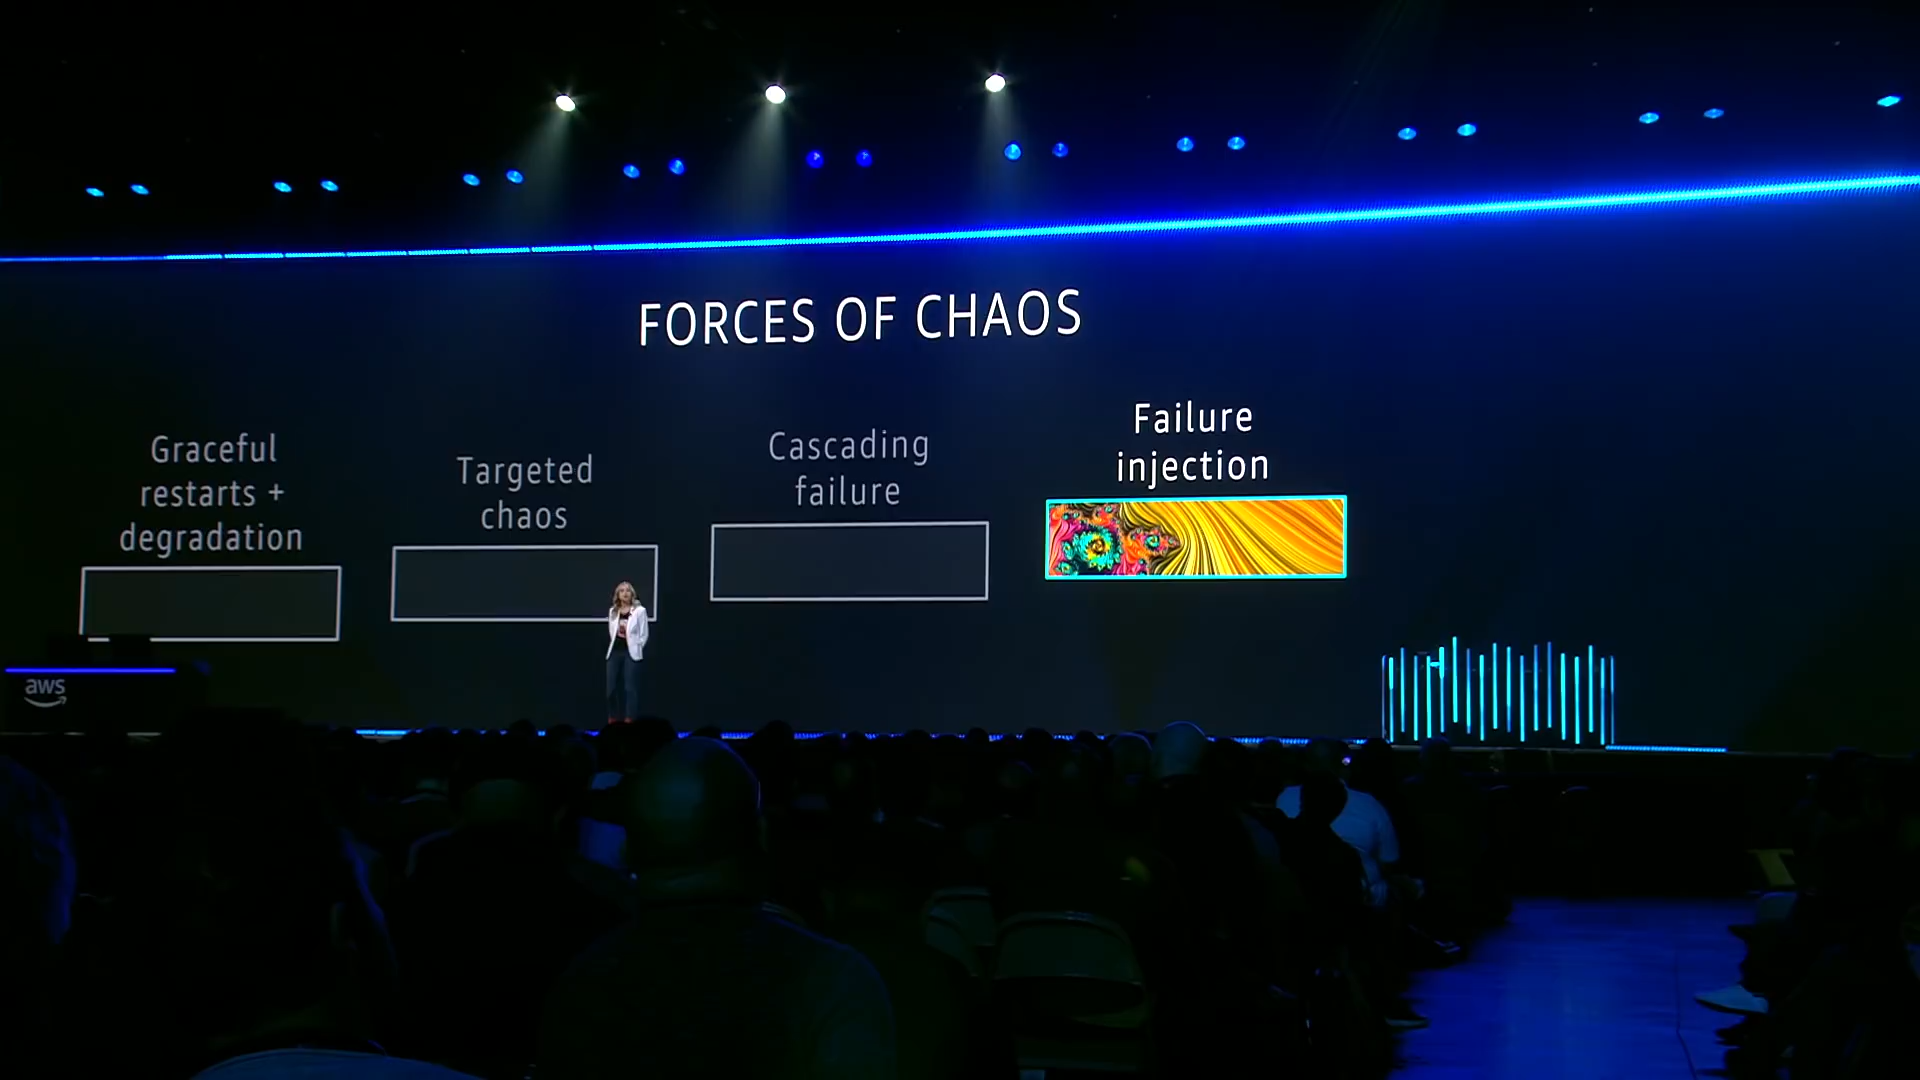 FORCES OF CHAOS
Graceful
restarts +
degradation
Targeted
chaos
Cascading
failure
Failure
injection
aws